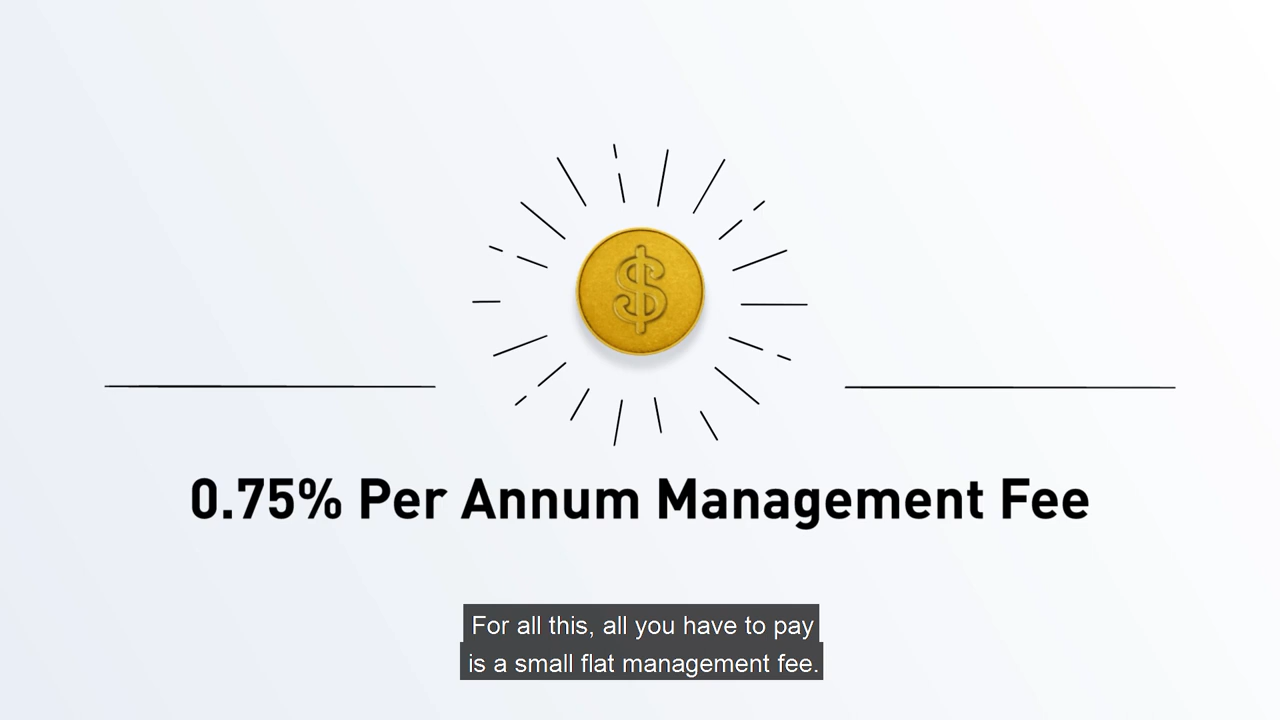 $
0.75% Per Annum Management Fee
For all this, all you have to pay
is a small flat management fee.